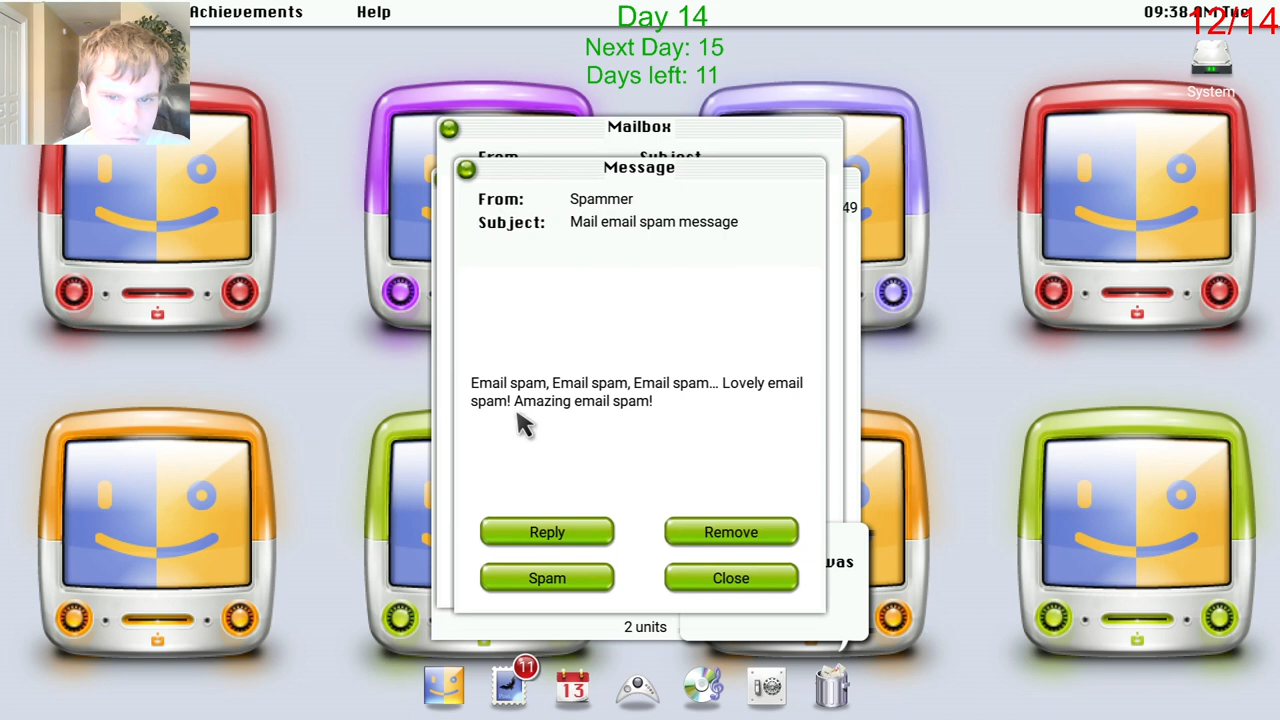 Achievements
Help
Day 14
Next Day: 15
Days left: 11
09:38 AM Tue
12/14
System
Mailbox
From
Subject
Message
49
From: Spammer
Subject: Mail email spam message
Email spam, Email spam, Email spam... Lovely email
spam! Amazing email spam!
Reply
Remove
was
Spam
Close
2 units
11
13